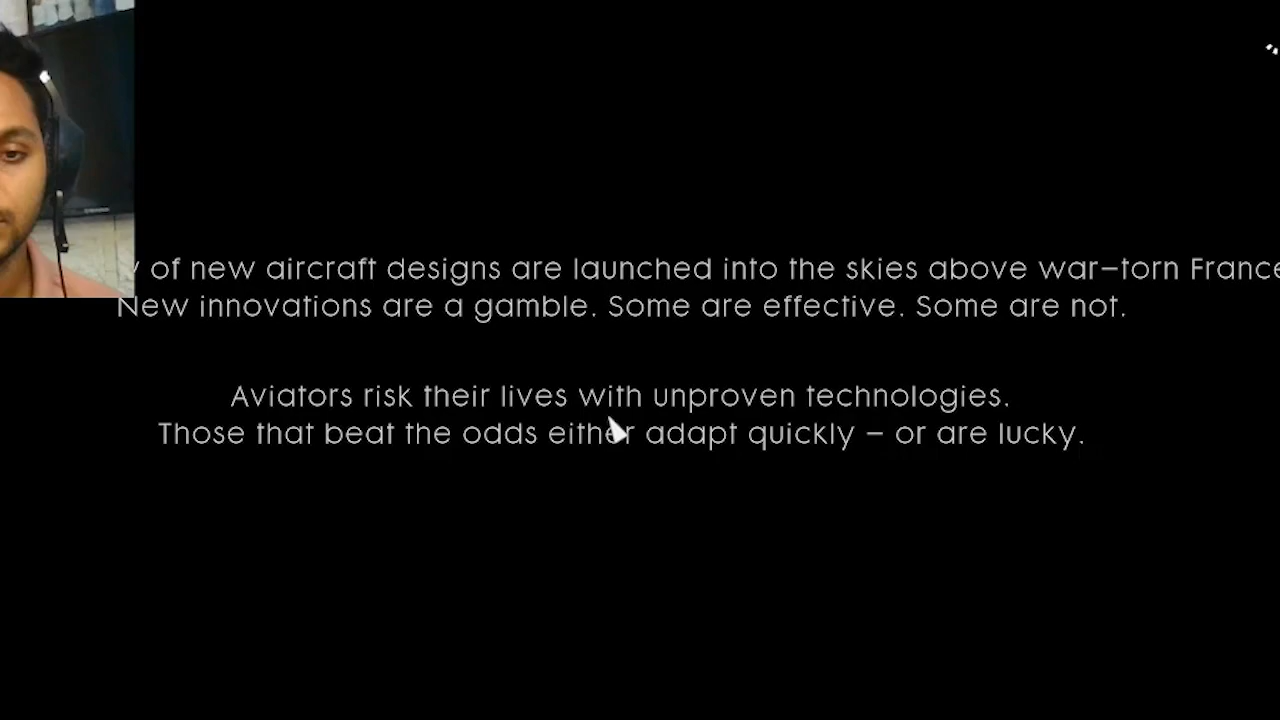 of new aircraft designs are launched into the skies above war–torn France
New innovations are a gamble. Some are effective. Some are not.
Aviators risk their lives with unproven technologies.
Those that beat the odds either adapt quickly – or are lucky.